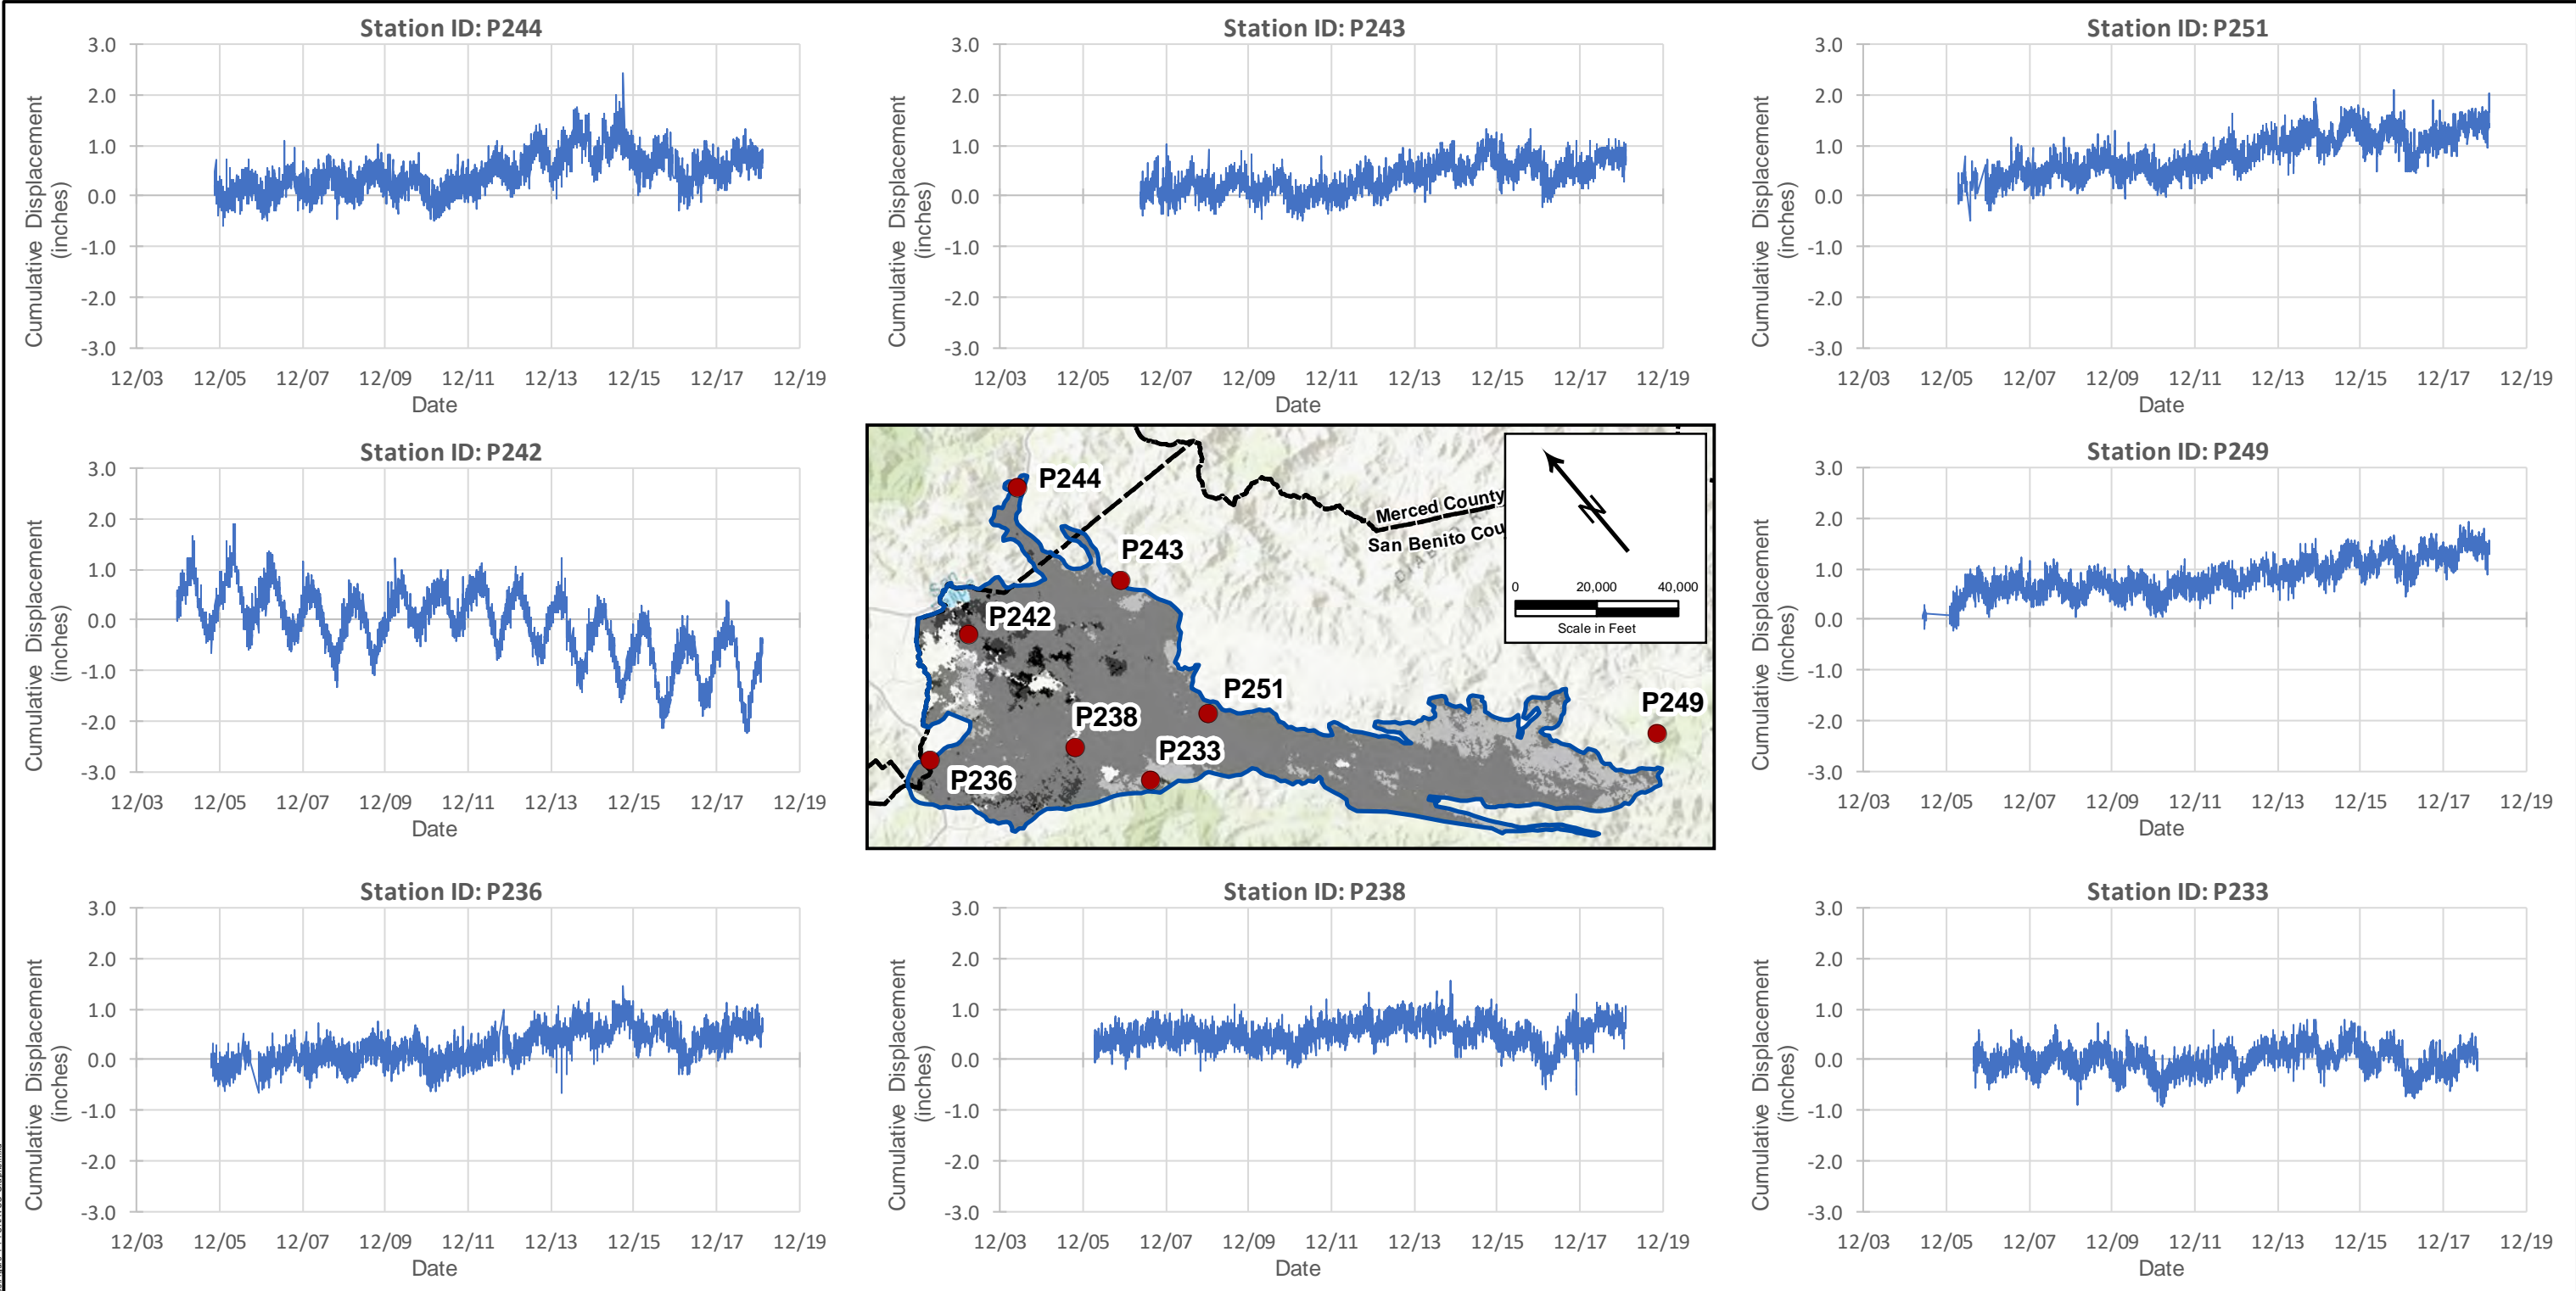 Station ID: P244
3.0
2.0
1.0
0.0
-1.0
-2.0
-3.0
Cumulative Displacement
(inches)
12/03 12/05 12/07 12/09 12/11 12/13 12/15 12/17 12/19
Date
Station ID: P243
3.0
2.0
1.0
0.0
-1.0
-2.0
-3.0
Cumulative Displacement
(inches)
12/03 12/05 12/07 12/09 12/11 12/13 12/15 12/17 12/19
Date
Station ID: P251
3.0
2.0
1.0
0.0
-1.0
-2.0
-3.0
Cumulative Displacement
(inches)
12/03 12/05 12/07 12/09 12/11 12/13 12/15 12/17 12/19
Date
Station ID: P242
3.0
2.0
1.0
0.0
-1.0
-2.0
-3.0
Cumulative Displacement
(inches)
12/03 12/05 12/07 12/09 12/11 12/13 12/15 12/17 12/19
Date
P244
Merced County
San Benito Cou
P243
P242
P251
P238
P249
P233
P236
0 20,000 40,000
Scale in Feet
Station ID: P249
3.0
2.0
1.0
0.0
-1.0
-2.0
-3.0
Cumulative Displacement
(inches)
12/03 12/05 12/07 12/09 12/11 12/13 12/15 12/17 12/19
Date
Station ID: P236
3.0
2.0
1.0
0.0
-1.0
-2.0
-3.0
Cumulative Displacement
(inches)
12/03 12/05 12/07 12/09 12/11 12/13 12/15 12/17 12/19
Date
Station ID: P238
3.0
2.0
1.0
0.0
-1.0
-2.0
-3.0
Cumulative Displacement
(inches)
12/03 12/05 12/07 12/09 12/11 12/13 12/15 12/17 12/19
Date
Station ID: P233
3.0
2.0
1.0
0.0
-1.0
-2.0
-3.0
Cumulative Displacement
(inches)
12/03 12/05 12/07 12/09 12/11 12/13 12/15 12/17 12/19
Date